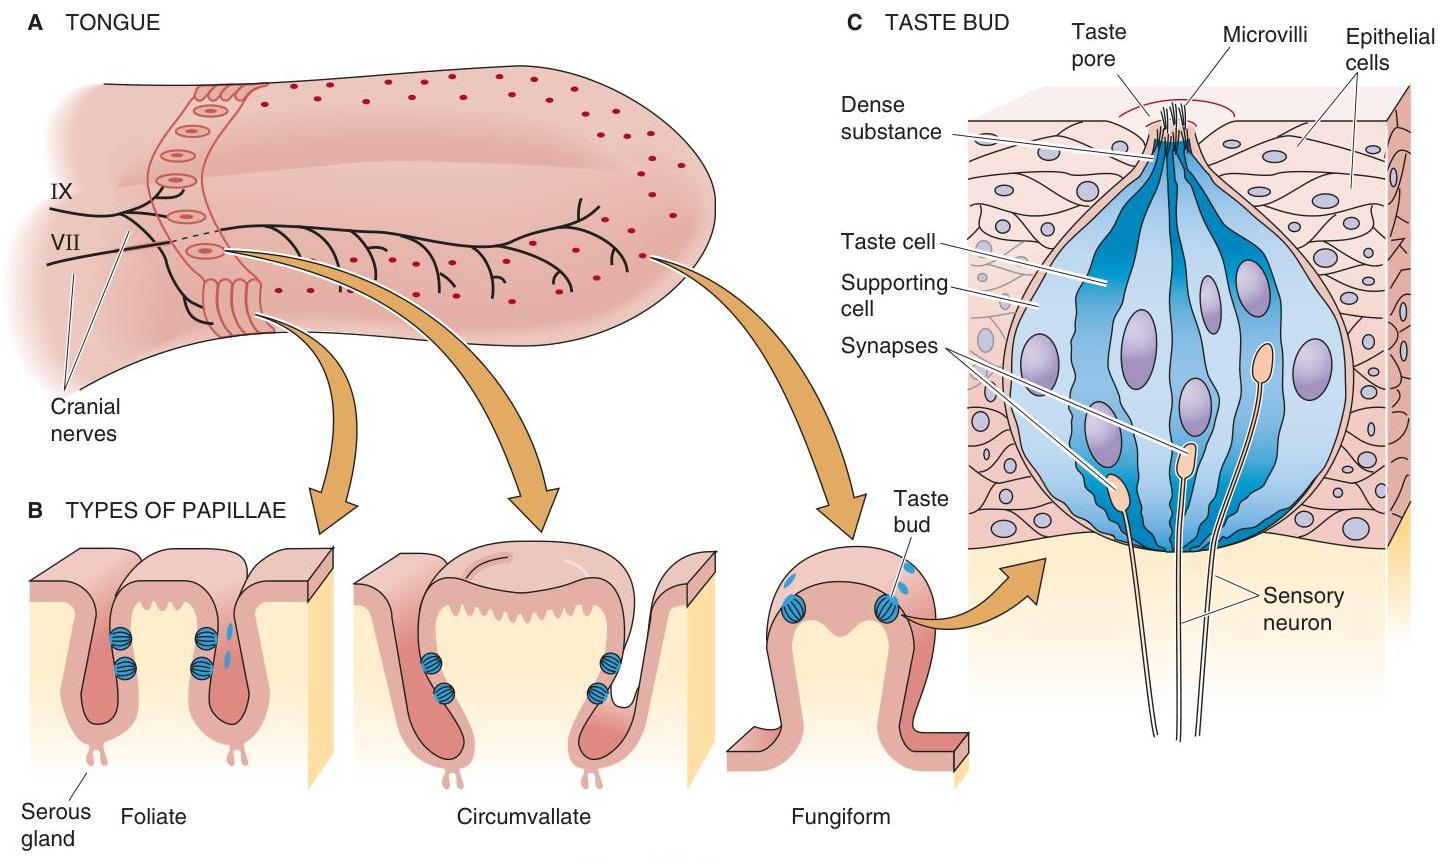 A TONGUE
IX
VII
Cranial
nerves
B TYPES OF PAPILLAE
Serous
gland
Foliate
Circumvallate
Fungiform
Taste
bud
C TASTE BUD
Taste
pore
Microvilli
Epithelial
cells
Dense
substance
Taste cell
Supporting
cell
Synapses
Sensory
neuron